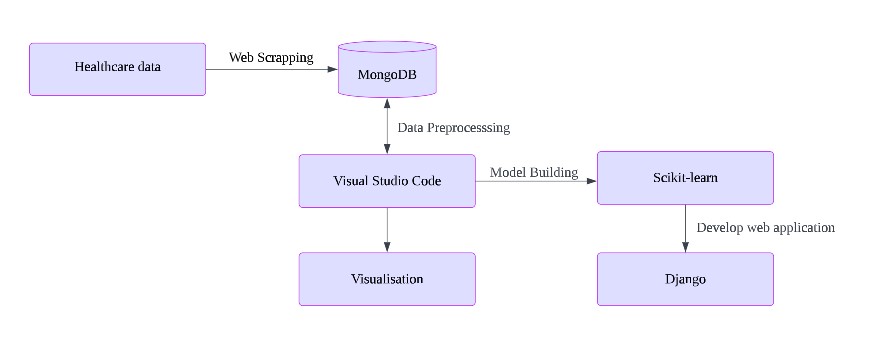 Healthcare data
Web Scrapping
MongoDB
Data Preprocesssing
Visual Studio Code
Model Building
Scikit-learn
Develop web application
Visualisation
Django